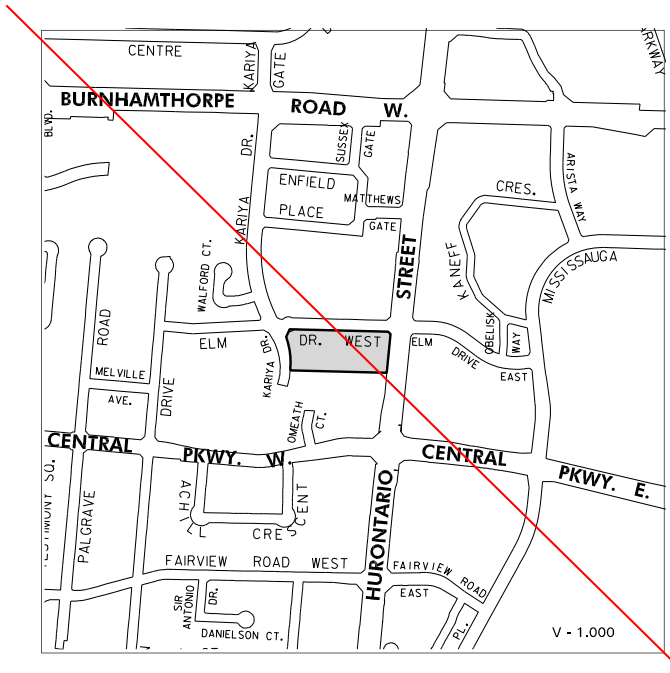 CENTRE
KARIYA
GATE
PKWY
BURNHAMTHORPE ROAD W.
BLVD.
KARIYA DR.
SUSSEX
GATE
ENFIELD
PLACE
MATTHEWS
GATE
CRES.
KANEFF
ARISTA WAY
MISSISSAUGA
STREET
WALFORD CT.
ROAD
ELM
DR. WEST
ELM
DRIVE
EAST
OBELISK
WAY
KARIYA DR.
MELVILLE
AVE.
DRIVE
OMEATH
CT.
CENTRAL PKWY. W.
CENTRAL
PKWY. E.
HURONTARIO
PALGRAVE
CRESCENT
FAIRVIEW ROAD WEST
FAIRVIEW ROAD
EAST
SIR
ANTONIO
DR.
DANIELSON CT.
PL.
V - 1.000